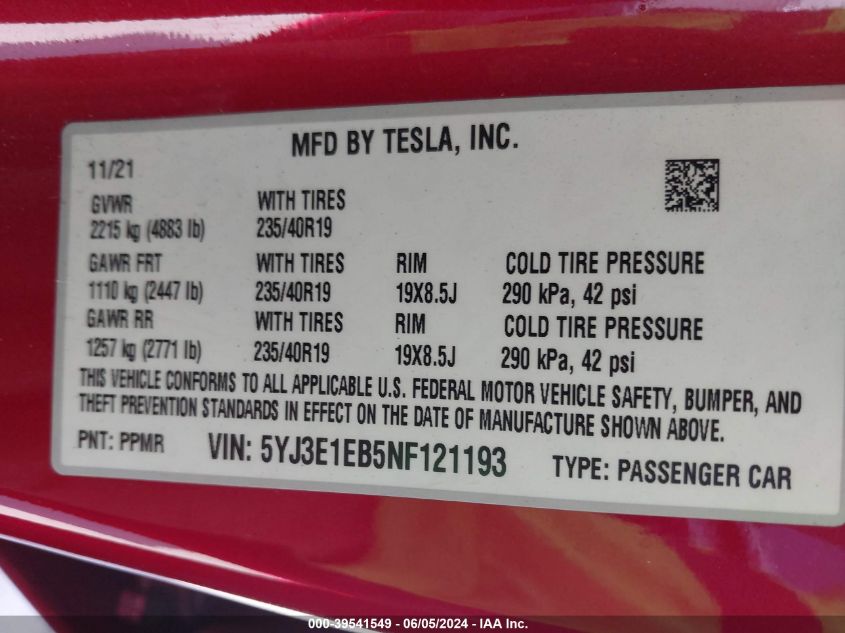 MFD BY TESLA, INC.
11/21
GVWR WITH TIRES
2215 kg (4883 lb) 235/40R19
GAWR FRT WITH TIRES RIM COLD TIRE PRESSURE
1110 kg (2447 lb) 235/40R19 19X8.5J 290 kPa, 42 psi
GAWR RR WITH TIRES RIM COLD TIRE PRESSURE
1257 kg (2771 lb) 235/40R19 19X8.5J 290 kPa, 42 psi
THIS VEHICLE CONFORMS TO ALL APPLICABLE U.S. FEDERAL MOTOR VEHICLE SAFETY, BUMPER, AND
THEFT PREVENTION STANDARDS IN EFFECT ON THE DATE OF MANUFACTURE SHOWN ABOVE.
PNT: PPMR VIN: 5YJ3E1EB5NF121193 TYPE: PASSENGER CAR
000-39541549 - 06/05/2024 - IAA Inc.